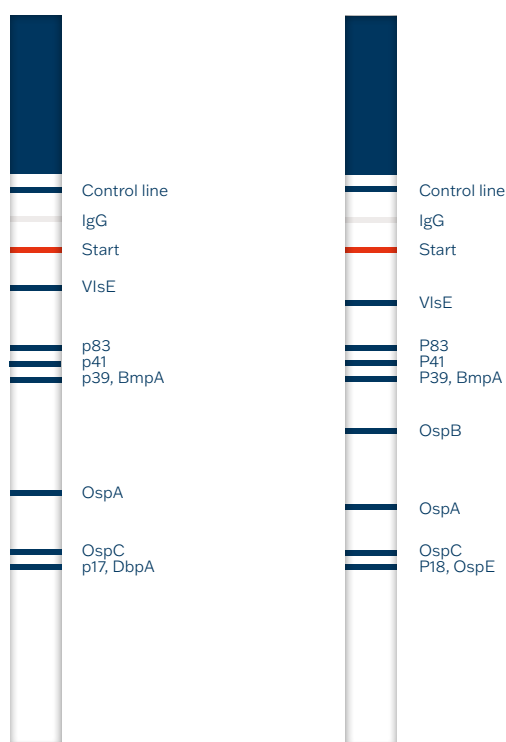 Control line
IgG
Start
VlsE
p83
p41
p39, BmpA
OspA
OspC
p17, DbpA
Control line
IgG
Start
VlsE
P83
P41
P39, BmpA
OspB
OspA
OspC
P18, OspE